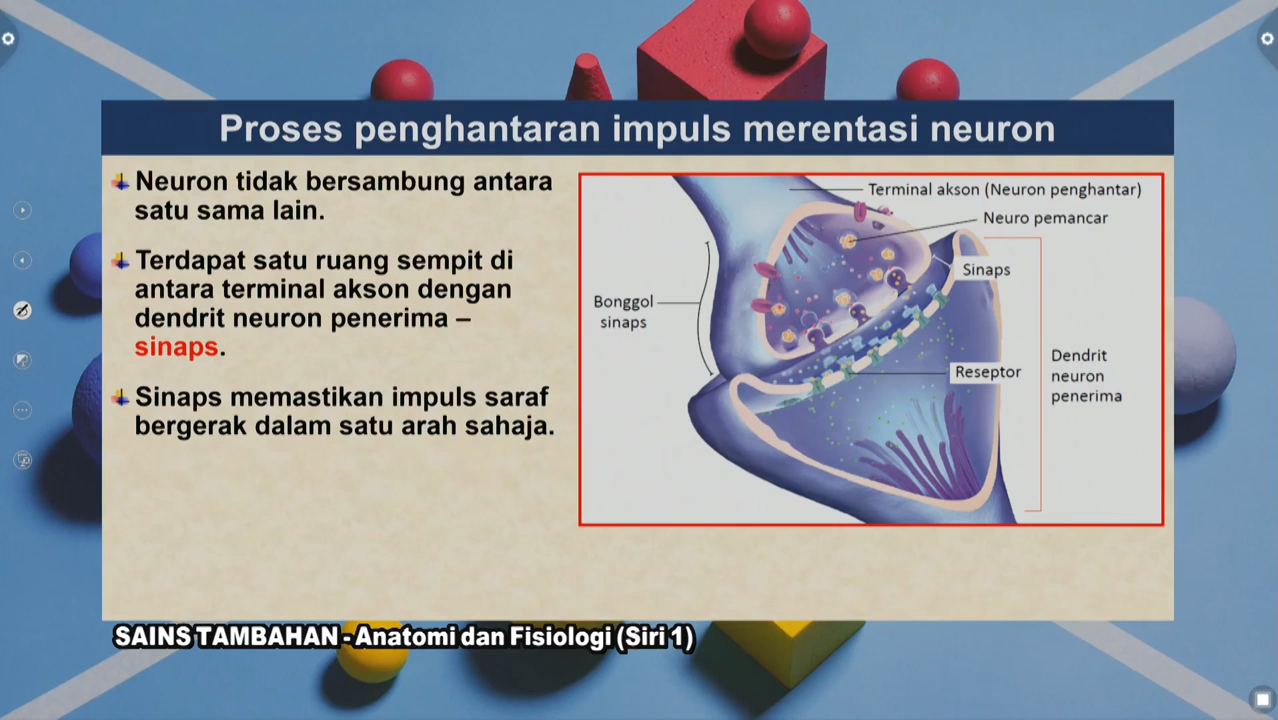 Proses penghantaran impuls merentasi neuron
Neuron tidak bersambung antara
satu sama lain.
Terdapat satu ruang sempit di
antara terminal akson dengan
dendrit neuron penerima –
sinaps.
Sinaps memastikan impuls saraf
bergerak dalam satu arah sahaja.
Terminal akson (Neuron penghantar)
Neuro pemancar
Sinaps
Bonggol
sinaps
Reseptor
Dendrit
neuron
penerima
SAINS TAMBAHAN - Anatomi dan Fisiologi (Siri 1)